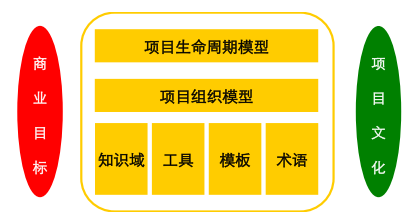 商业目标
项目生命周期模型
项目组织模型
知识域
工具
模板
术语
项目文化